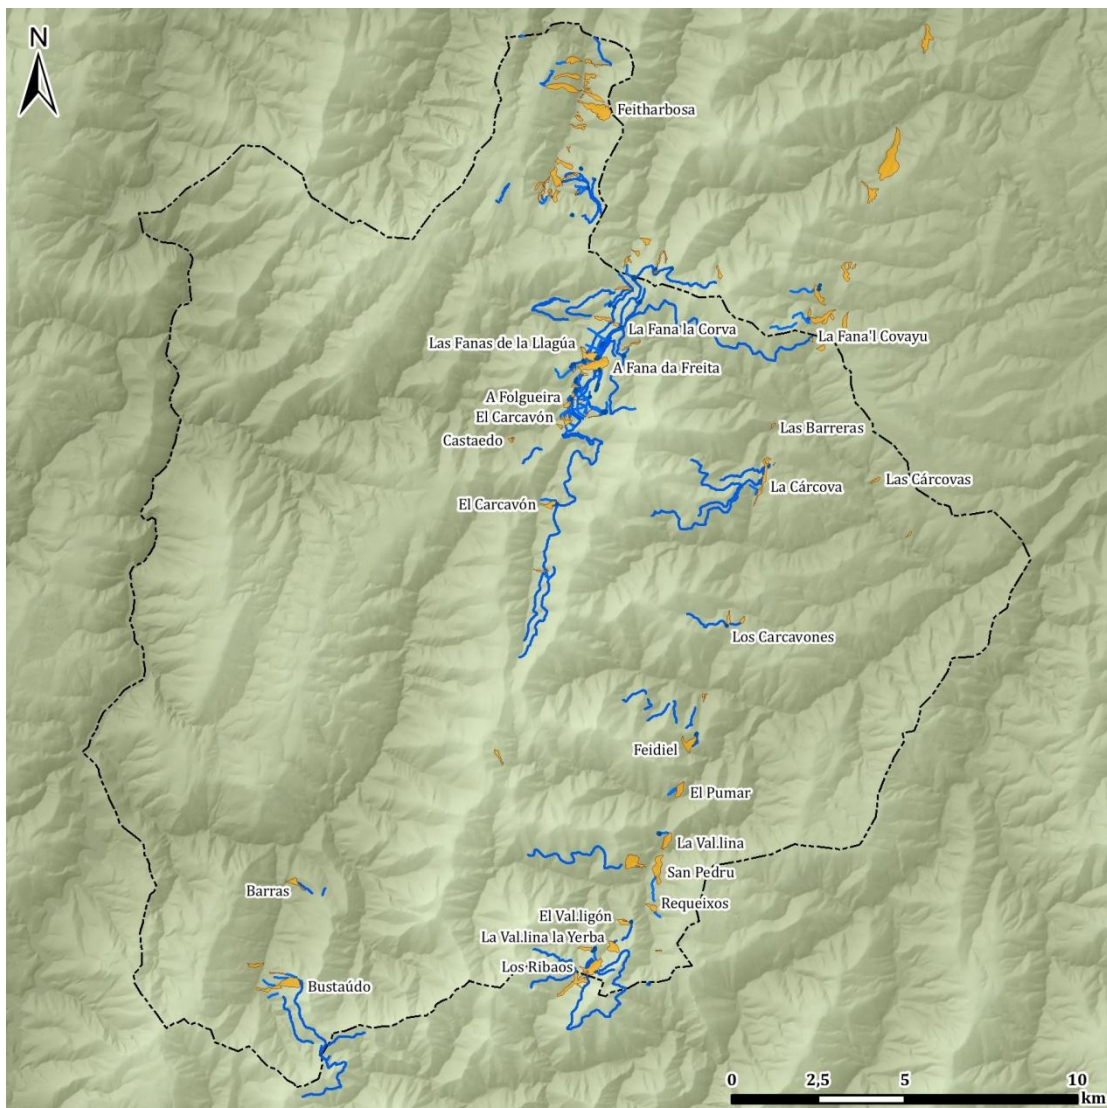 N
Feitharbosa
La Fana la Corva
La Fana'l Covayu
Las Fanas de la Llagúa
A Fana da Freita
A Folgueira
El Carcavón
Las Barreras
Castaedo
Las Cárcovas
La Cárcova
El Carcavón
Los Carcavones
Feidiel
El Pumar
La Val.lina
San Pedru
Barras
Requeixos
El Val.ligón
La Val.lina la Yerba
Los Ribaos
Bustaúdo
0 2,5 5 10
km